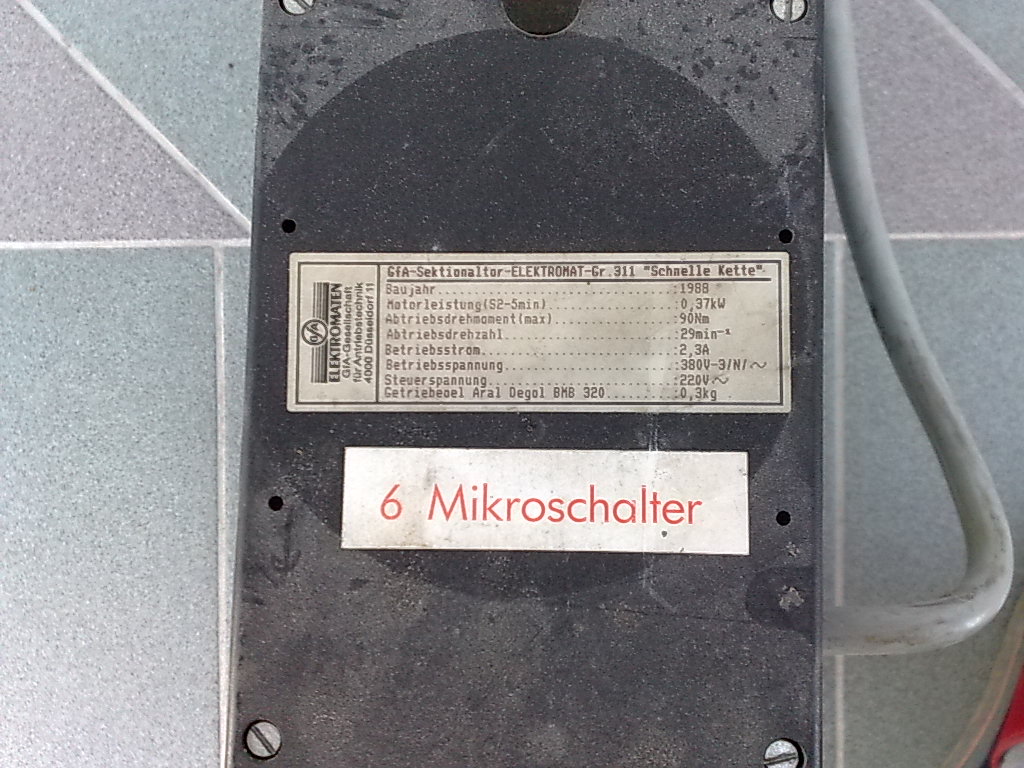 GfA-Sektionaltor-ELEKTROMAT-Gr.311 "Schnelle Kette"
Baujahr..............................:1988
Motorleistung(S2-5min)...............:0,37kW
Abtriebsdrehmoment(max)..............:90Nm
Abtriebsdrehzahl.....................:29min⁻¹
Betriebsstrom........................:2,3A
Betriebsspannung.....................:380V-3/N/~
Steuerspannung.......................:220V~
Getriebeoel Aral Degol BMB 320.........:0,3kg
GfA
ELEKTROMATEN
GfA-Gesellschaft
für Antriebstechnik
4000 Düsseldorf 11
6 Mikroschalter